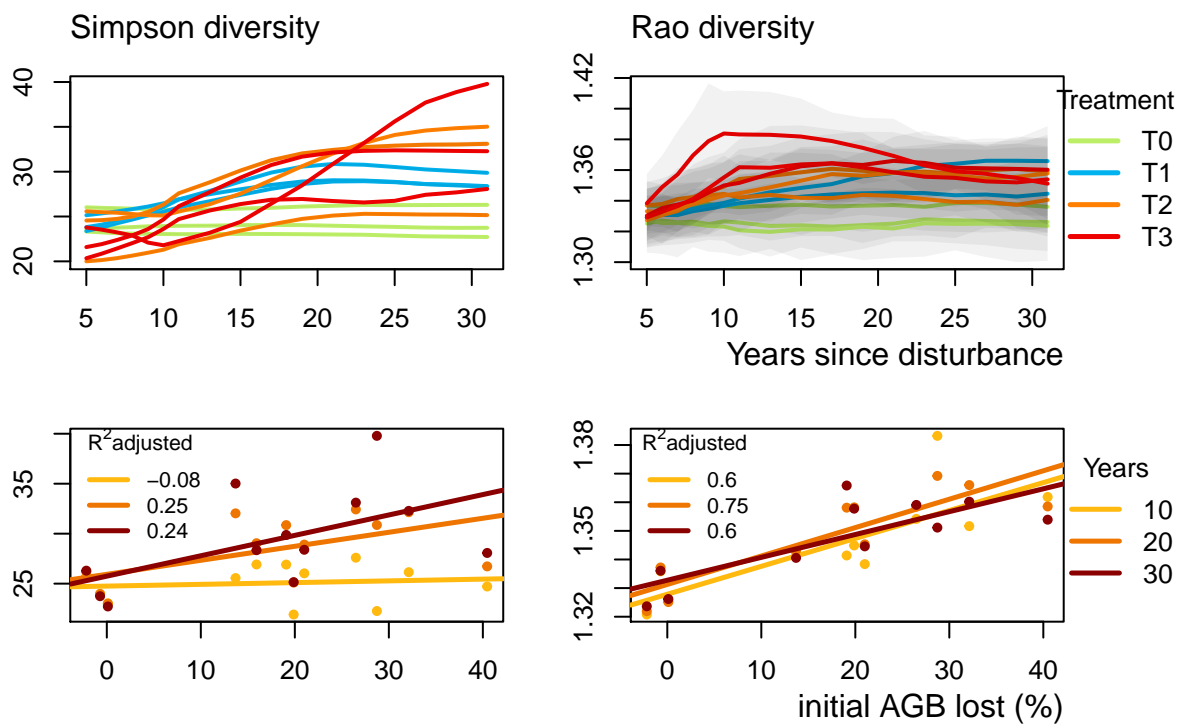 Simpson diversity
Rao diversity
20 30 40
5 10 15 20 25 30
1.30 1.36 1.42
5 10 15 20 25 30
Years since disturbance
Treatment
T0
T1
T2
T3
R2adjusted
−0.08
0.25
0.24
25 35
0 10 20 30 40
R2adjusted
0.6
0.75
0.6
1.32 1.35 1.38
0 10 20 30 40
initial AGB lost (%)
Years
10
20
30